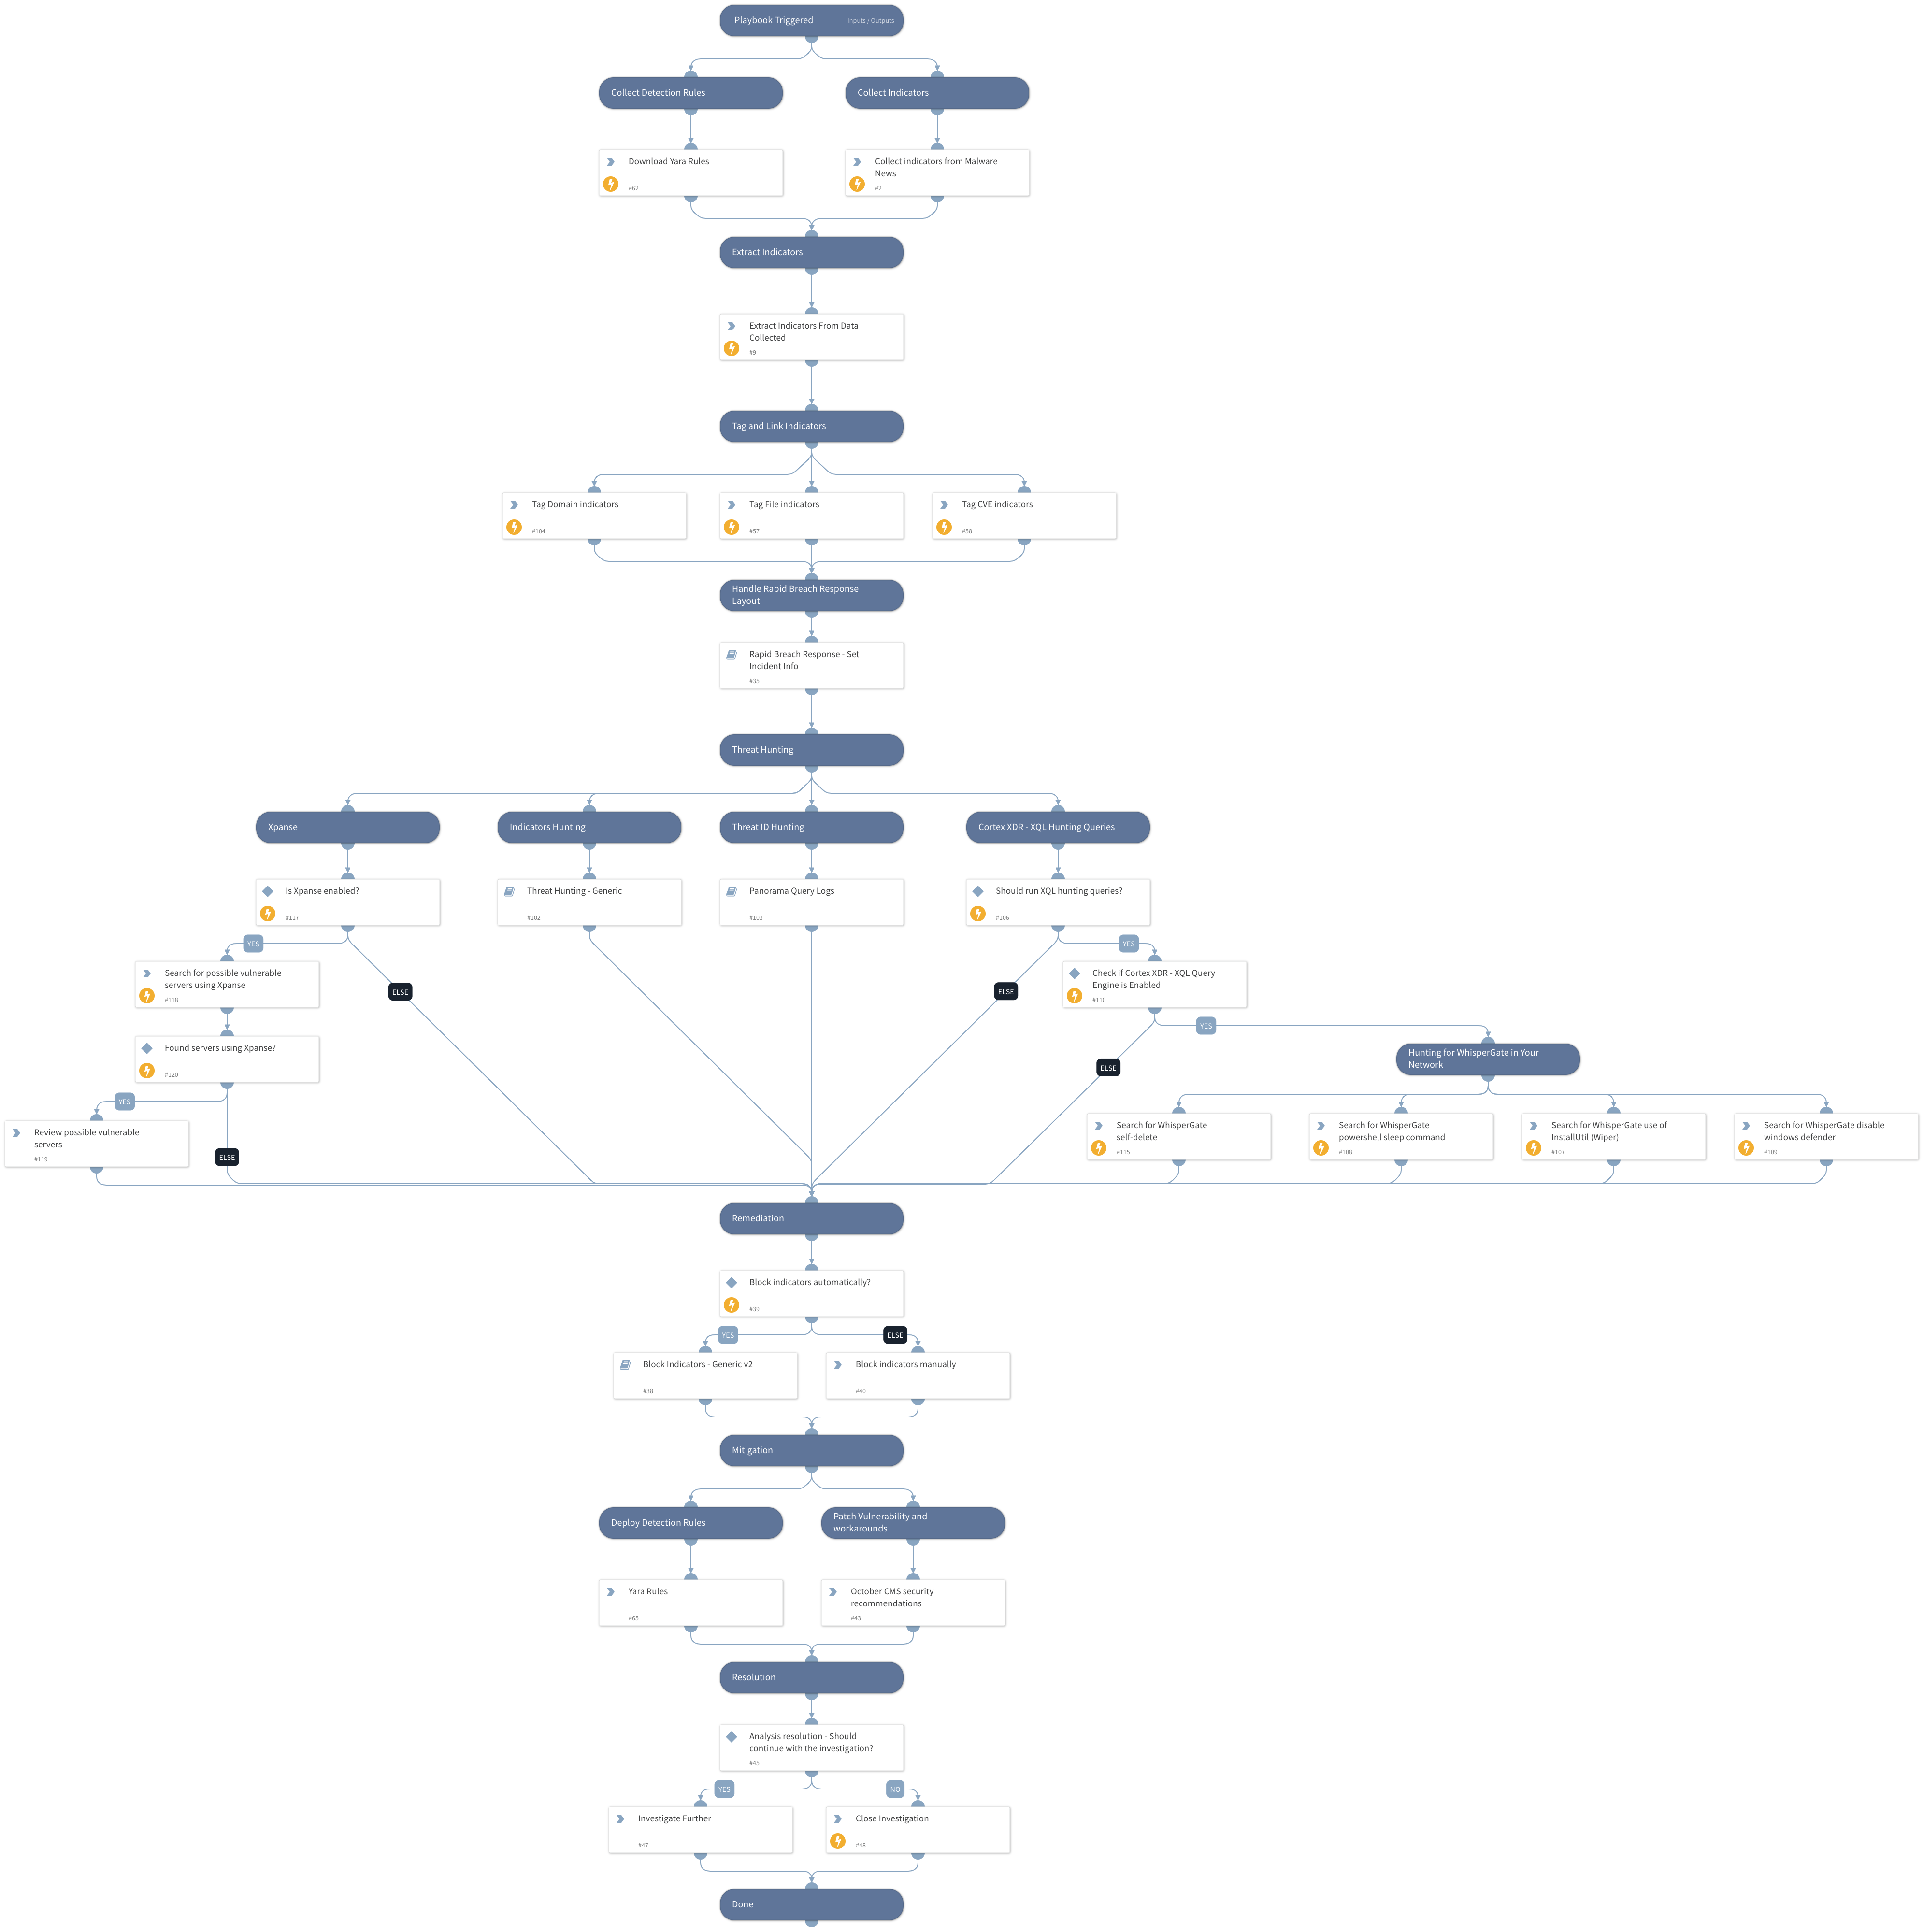 Playbook Triggered
Inputs / Outputs
Collect Detection Rules
Collect Indicators
Download Yara Rules
#62
Collect indicators from Malware
News
#2
Extract Indicators
Extract Indicators From Data
Collected
#9
Tag and Link Indicators
Tag Domain indicators
#104
Tag File indicators
#57
Tag CVE indicators
#58
Handle Rapid Breach Response
Layout
Rapid Breach Response - Set
Incident Info
#35
Threat Hunting
Xpanse
Indicators Hunting
Threat ID Hunting
Cortex XDR - XQL Hunting Queries
Is Xpanse enabled?
#117
Threat Hunting - Generic
#102
Panorama Query Logs
#103
Should run XQL hunting queries?
#106
YES
YES
Search for possible vulnerable
servers using Xpanse
#118
ELSE
ELSE
Check if Cortex XDR - XQL Query
Engine is Enabled
#110
YES
Found servers using Xpanse?
#120
ELSE
Hunting for WhisperGate in Your
Network
YES
Review possible vulnerable
servers
#119
ELSE
Search for WhisperGate
self-delete
#115
Search for WhisperGate
powershell sleep command
#108
Search for WhisperGate use of
InstallUtil (Wiper)
#107
Search for WhisperGate disable
windows defender
#109
Remediation
Block indicators automatically?
#39
YES
ELSE
Block Indicators - Generic v2
#38
Block indicators manually
#40
Mitigation
Deploy Detection Rules
Patch Vulnerability and
workarounds
Yara Rules
#65
October CMS security
recommendations
#43
Resolution
Analysis resolution - Should
continue with the investigation?
#45
YES
NO
Investigate Further
#47
Close Investigation
#48
Done